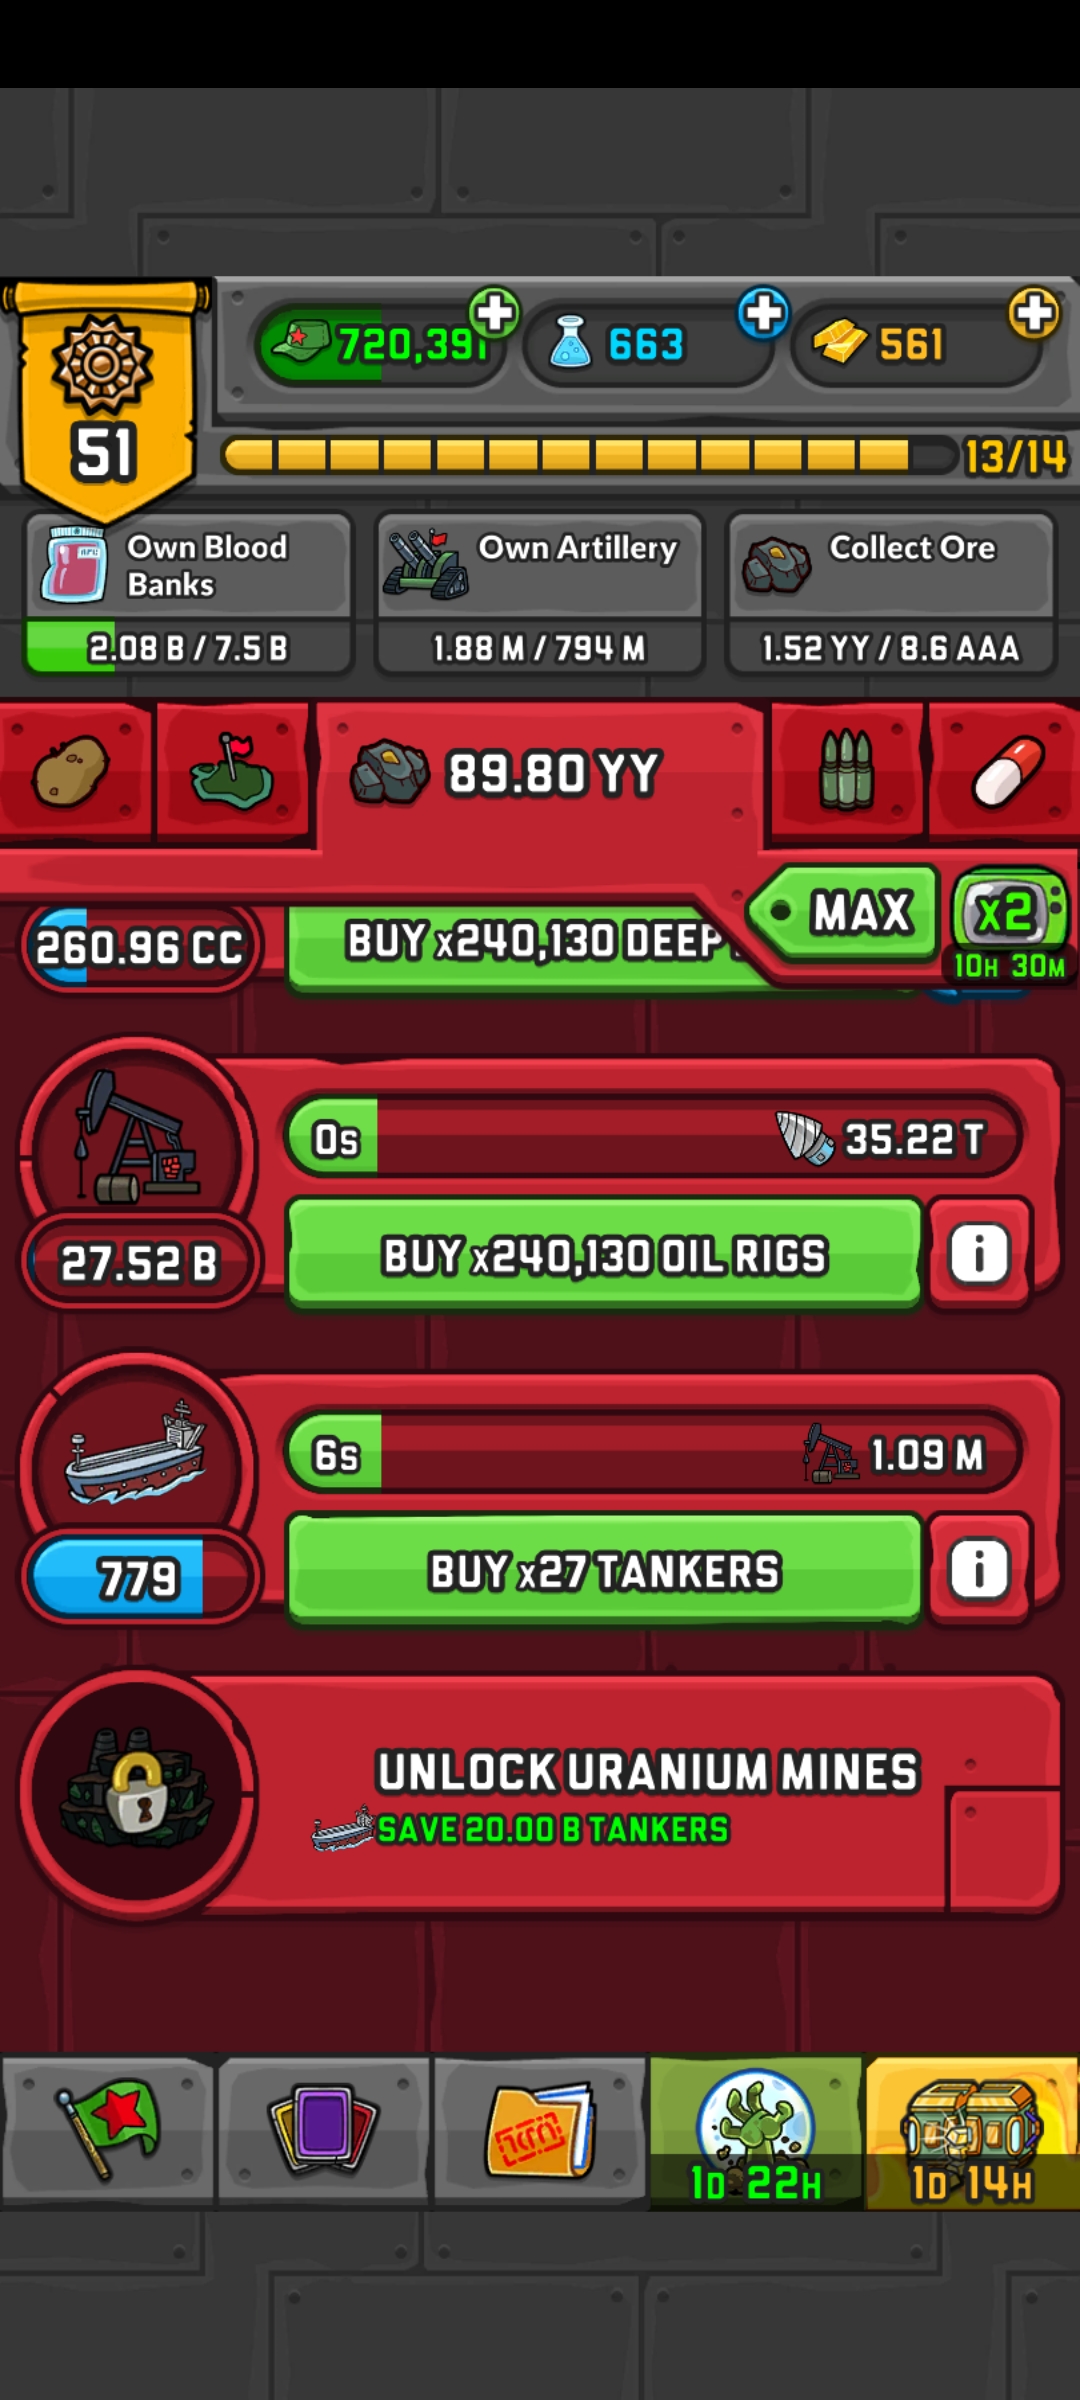 720,391
663
561
51
13/14
Own Blood
Banks
2.08 B / 7.5 B
Own Artillery
1.88 M / 794 M
Collect Ore
1.52 YY / 8.6 AAA
89.80 YY
MAX
x2
10H 30M
260.96 CC
BUY x240,130 DEEP
0s
35.22 T
27.52 B
BUY x240,130 OIL RIGS
i
6s
1.09 M
779
BUY x27 TANKERS
i
UNLOCK URANIUM MINES
SAVE 20.00 B TANKERS
1D 22H
1D 14H